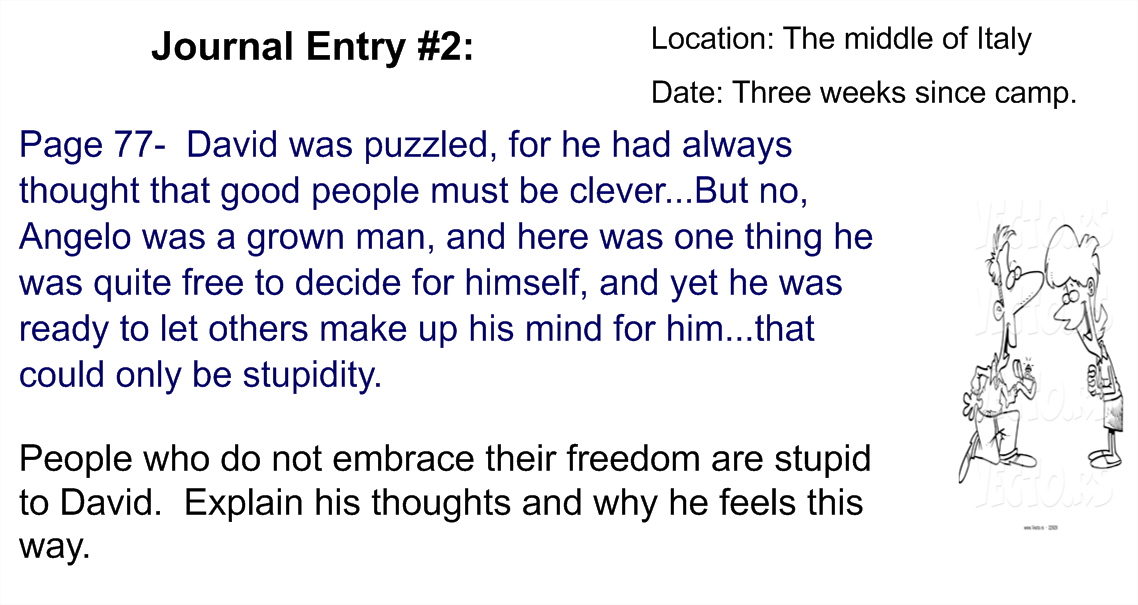 Journal Entry #2:
Location: The middle of Italy
Date: Three weeks since camp.
Page 77-  David was puzzled, for he had always
thought that good people must be clever...But no,
Angelo was a grown man, and here was one thing he
was quite free to decide for himself, and yet he was
ready to let others make up his mind for him...that
could only be stupidity.
People who do not embrace their freedom are stupid
to David.  Explain his thoughts and why he feels this
way.
VECTO.RS
VECTO.RS